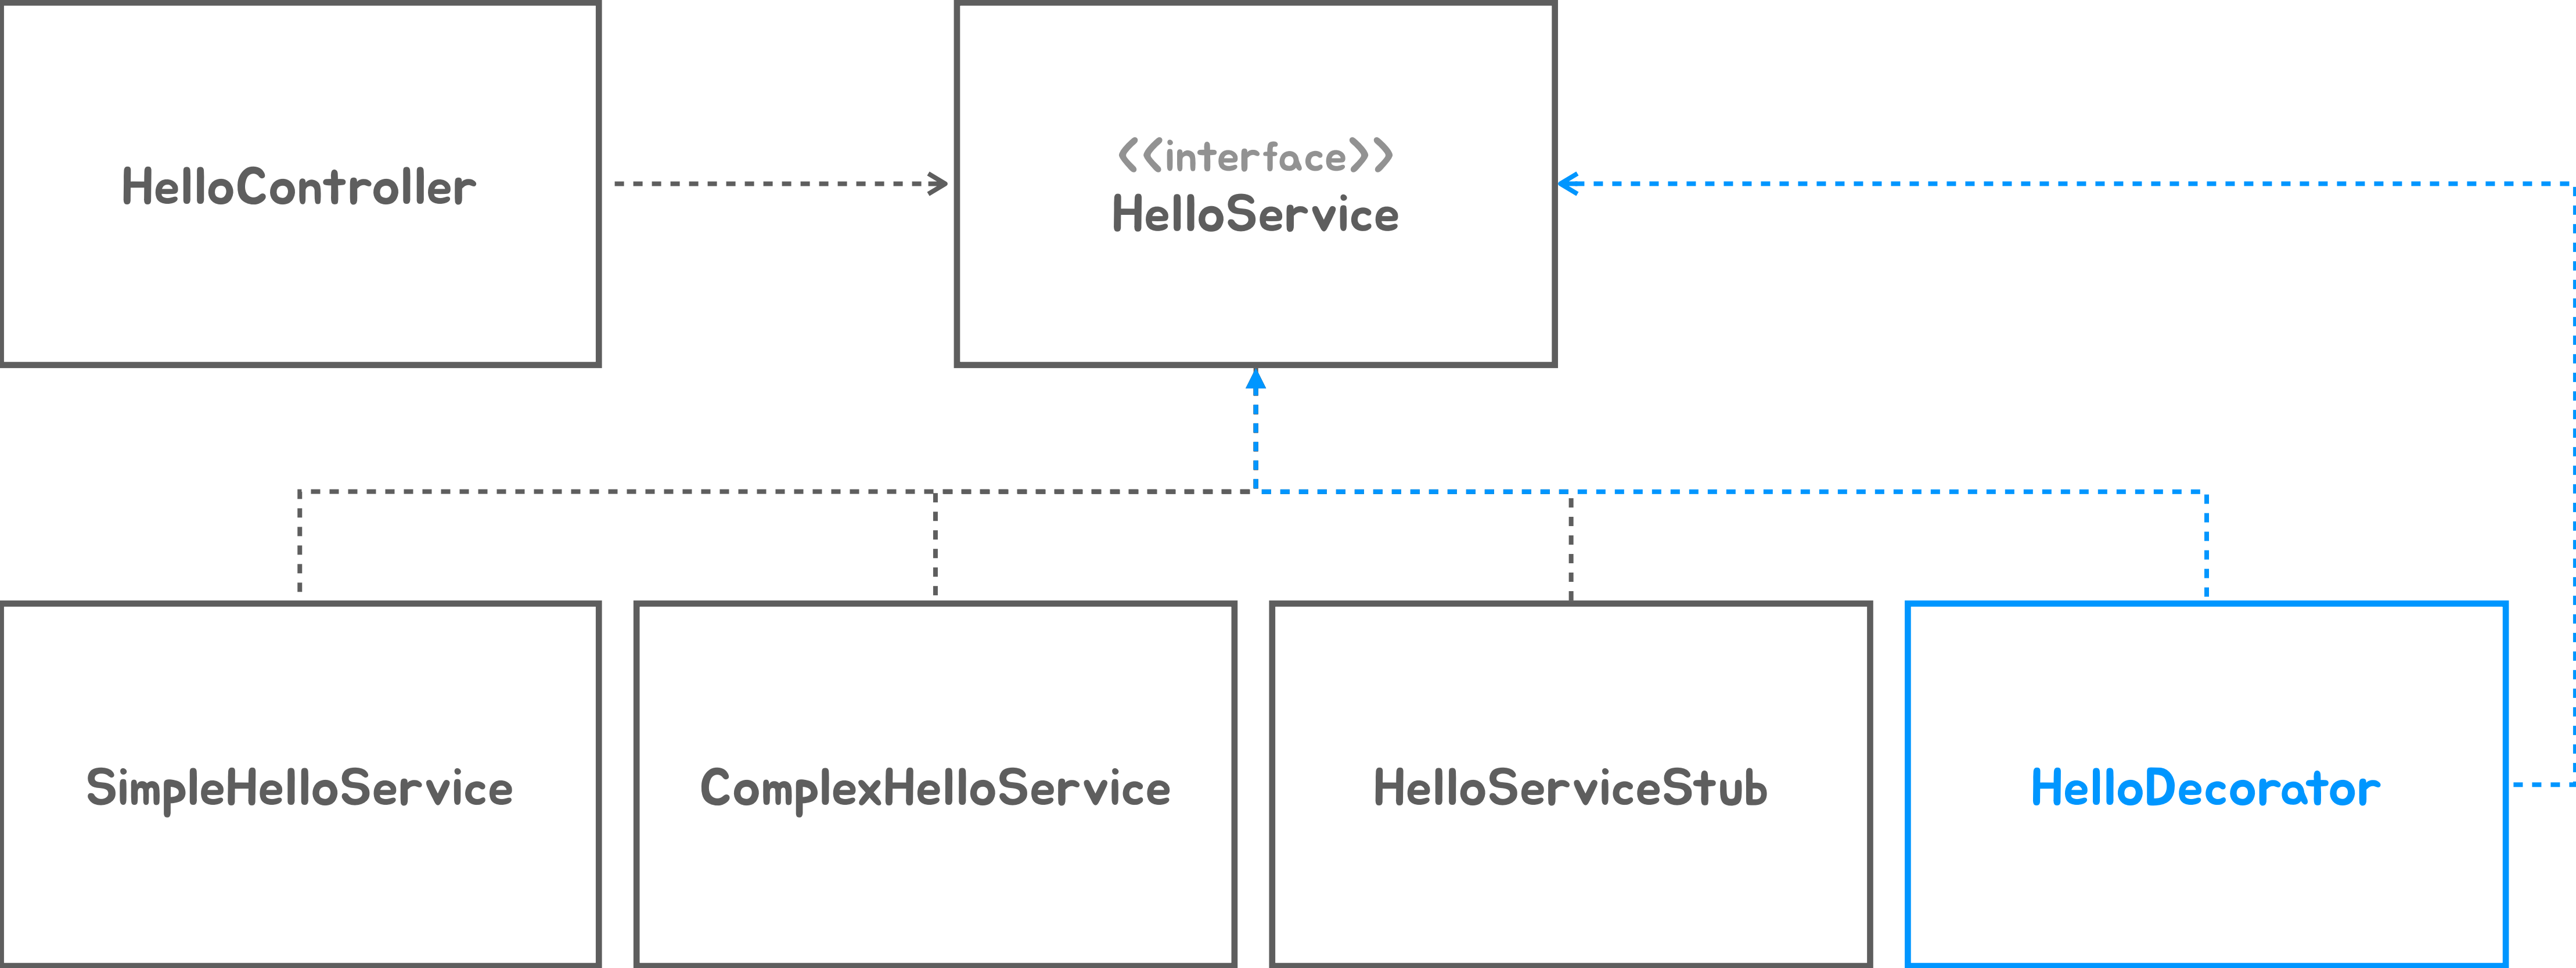 HelloController
<<interface>>
HelloService
SimpleHelloService
ComplexHelloService
HelloServiceStub
HelloDecorator